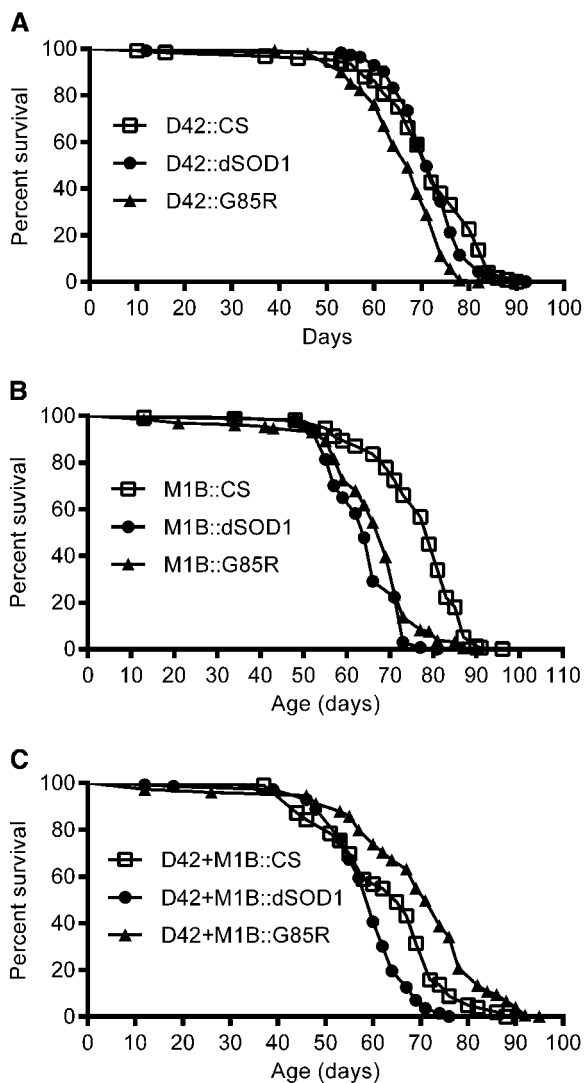 A
Percent survival
100
80
60
40
20
0
D42::CS
D42::dSOD1
D42::G85R
0 10 20 30 40 50 60 70 80 90 100
Days
B
Percent survival
100
80
60
40
20
0
M1B::CS
M1B::dSOD1
M1B::G85R
0 10 20 30 40 50 60 70 80 90 100 110
Age (days)
C
Percent survival
100
80
60
40
20
0
D42+M1B::CS
D42+M1B::dSOD1
D42+M1B::G85R
0 10 20 30 40 50 60 70 80 90 100
Age (days)